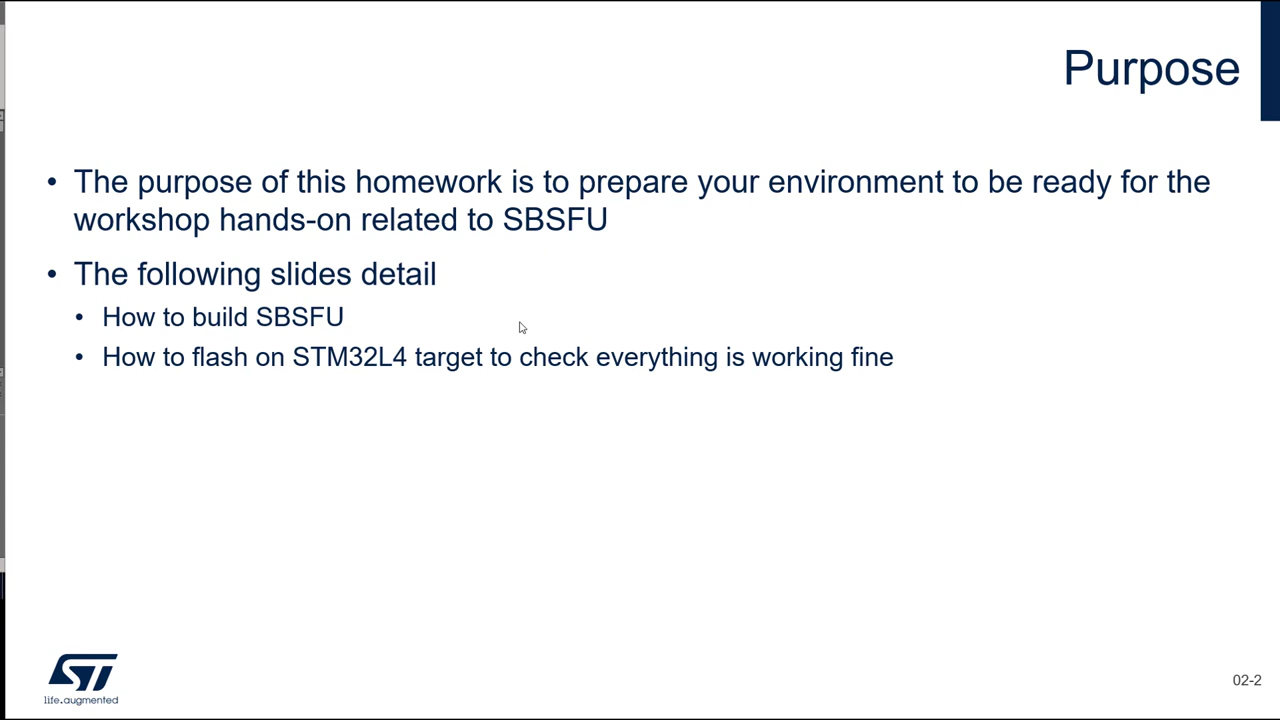 Purpose
• The purpose of this homework is to prepare your environment to be ready for the
workshop hands-on related to SBSFU
• The following slides detail
• How to build SBSFU
• How to flash on STM32L4 target to check everything is working fine
ST
life.augmented
02-2